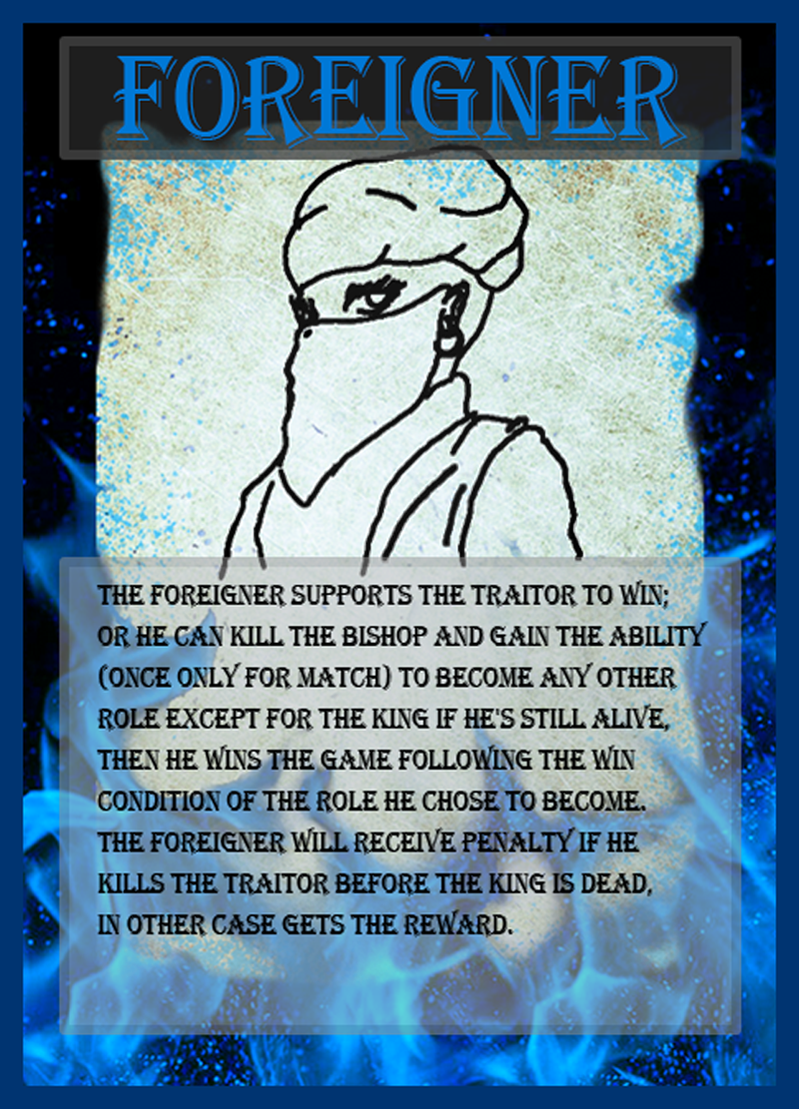 FOREIGNER
THE FOREIGNER SUPPORTS THE TRAITOR TO WIN;
OR HE CAN KILL THE BISHOP AND GAIN THE ABILITY
(ONCE ONLY FOR MATCH) TO BECOME ANY OTHER
ROLE EXCEPT FOR THE KING IF HE'S STILL ALIVE,
THEN HE WINS THE GAME FOLLOWING THE WIN
CONDITION OF THE ROLE HE CHOSE TO BECOME.
THE FOREIGNER WILL RECEIVE PENALTY IF HE
KILLS THE TRAITOR BEFORE THE KING IS DEAD,
IN OTHER CASE GETS THE REWARD.